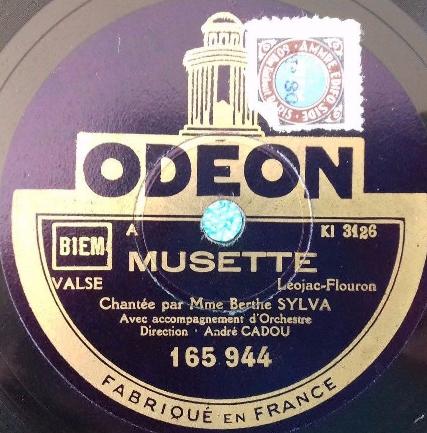 ODEON
BIEM
A
KI 3126
MUSETTE
VALSE
Léojac-Flouron
Chantée par Mme Berthe SYLVA
Avec accompagnement d'Orchestre
Direction · André CADOU
165 944
FABRIQUÉ EN FRANCE